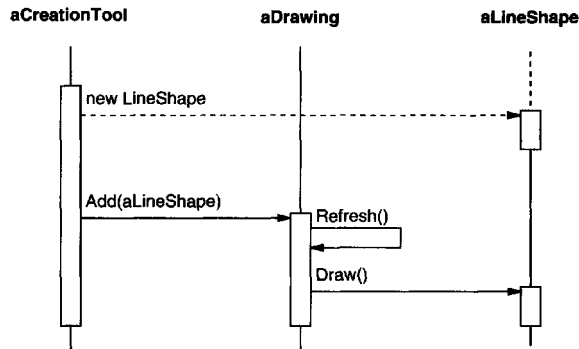 aCreationTool
aDrawing
aLineShape
new LineShape
Add(aLineShape)
Refresh()
Draw()